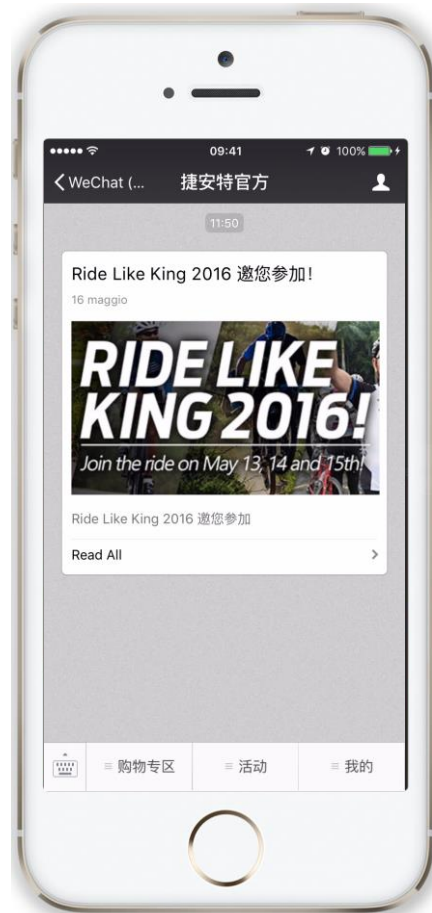 09:41
100%
WeChat (...
捷安特官方
11:50
Ride Like King 2016 邀您参加!
16 maggio
RIDE LIKE
KING 2016!
Join the ride on May 13, 14 and 15th!
Ride Like King 2016 邀您参加
Read All
购物专区
活动
我的